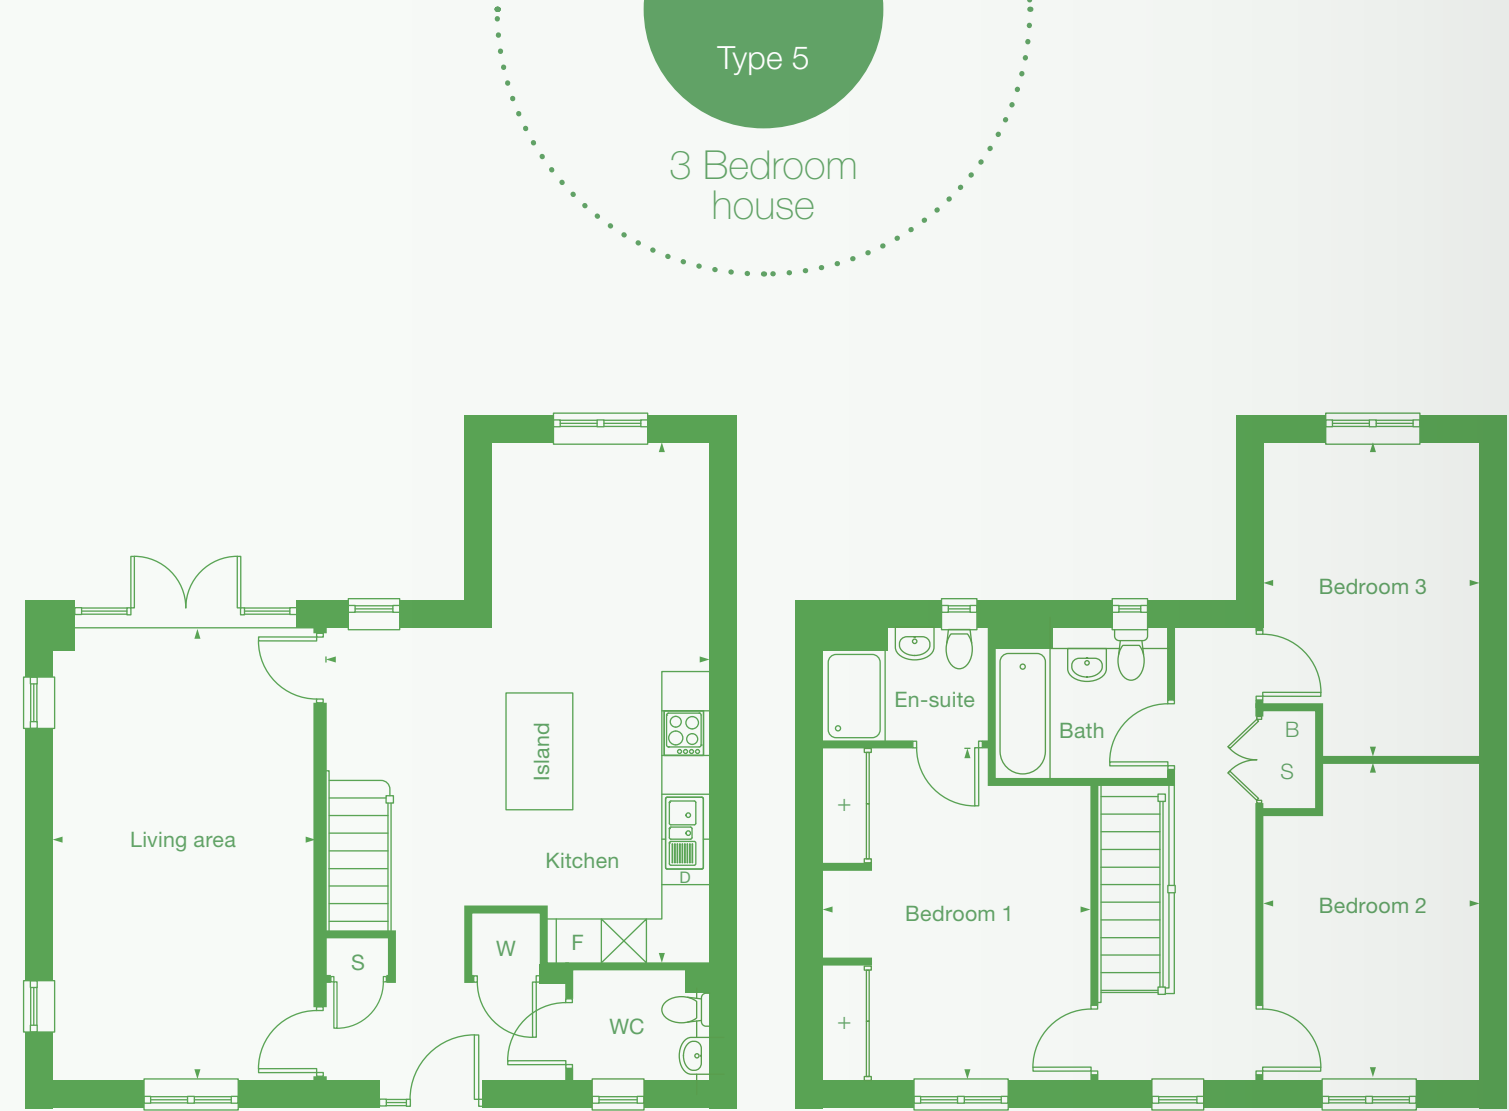 Type 5
3 Bedroom
house
Living area
Island
Kitchen
D
F
W
S
WC
En-suite
Bath
Bedroom 3
B
S
Bedroom 1
Bedroom 2